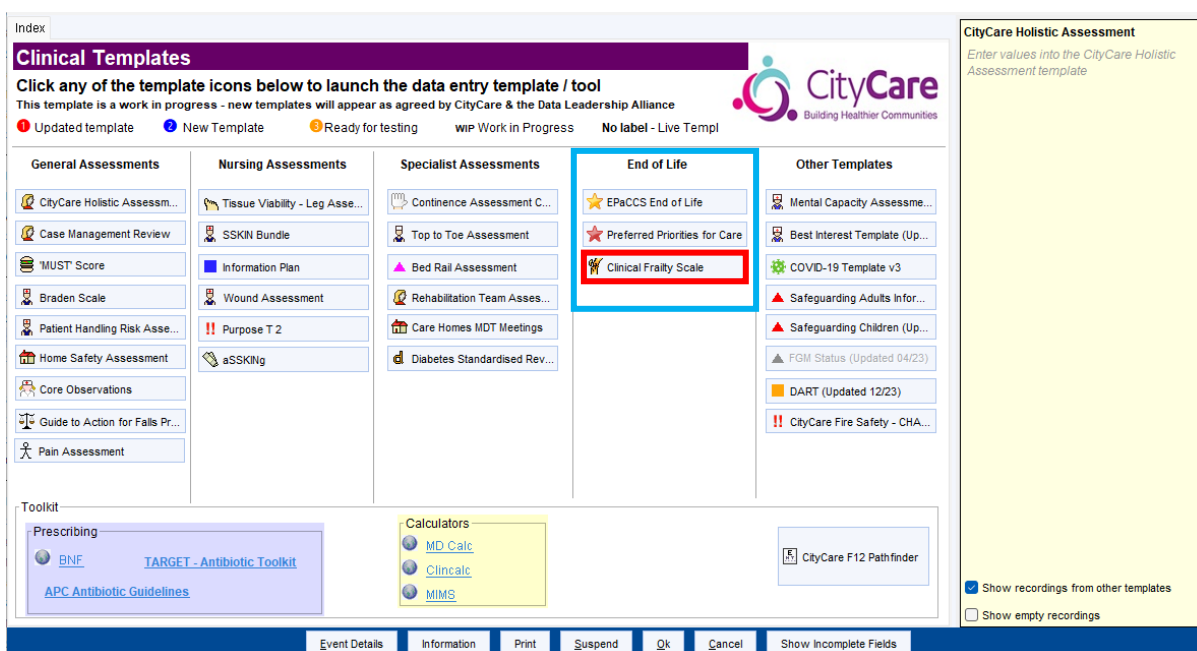 Index
Clinical Templates
Click any of the template icons below to launch the data entry template / tool
This template is a work in progress - new templates will appear as agreed by CityCare & the Data Leadership Alliance
1 Updated template 2 New Template 3 Ready for testing WIP Work in Progress No label - Live Templ
CityCare
Building Healthier Communities
General Assessments
CityCare Holistic Assessm...
Case Management Review
'MUST' Score
Braden Scale
Patient Handling Risk Asse...
Home Safety Assessment
Core Observations
Guide to Action for Falls Pr...
Pain Assessment
Nursing Assessments
Tissue Viability - Leg Asse...
SSKIN Bundle
Information Plan
Wound Assessment
Purpose T 2
aSSKINg
Specialist Assessments
Continence Assessment C...
Top to Toe Assessment
Bed Rail Assessment
Rehabilitation Team Asses...
Care Homes MDT Meetings
Diabetes Standardised Rev...
End of Life
EPaCCS End of Life
Preferred Priorities for Care
Clinical Frailty Scale
Other Templates
Mental Capacity Assessme...
Best Interest Template (Up...
COVID-19 Template v3
Safeguarding Adults Infor...
Safeguarding Children (Up...
FGM Status (Updated 04/23)
DART (Updated 12/23)
CityCare Fire Safety - CHA...
Toolkit
Prescribing
BNF TARGET - Antibiotic Toolkit
APC Antibiotic Guidelines
Calculators
MD Calc
Clincalc
MIMS
CityCare F12 Pathfinder
Event Details Information Print Suspend Ok Cancel Show Incomplete Fields
CityCare Holistic Assessment
Enter values into the CityCare Holistic
Assessment template
Show recordings from other templates
Show empty recordings